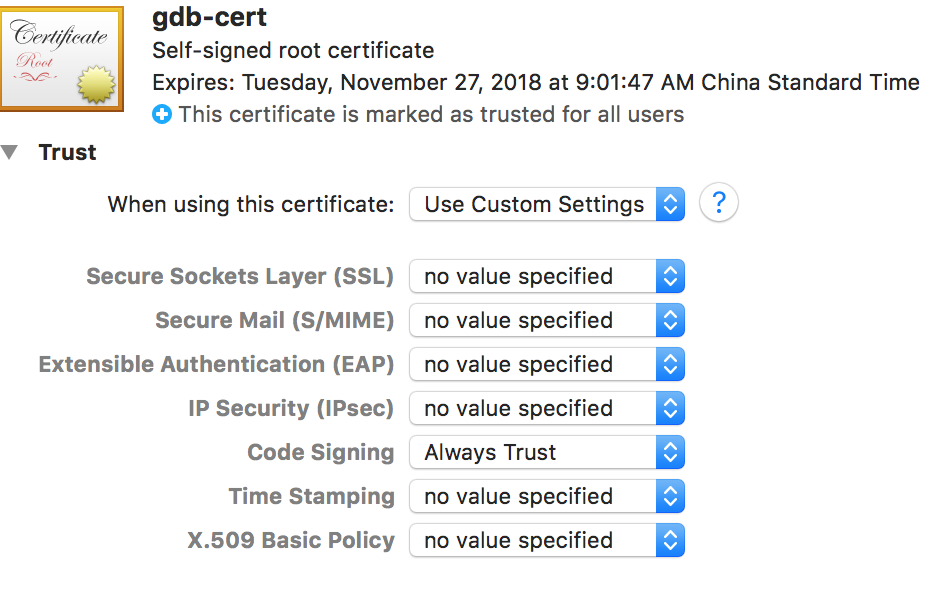 Certificate
Root
gdb-cert
Self-signed root certificate
Expires: Tuesday, November 27, 2018 at 9:01:47 AM China Standard Time
This certificate is marked as trusted for all users
Trust
When using this certificate: Use Custom Settings ?
Secure Sockets Layer (SSL) no value specified
Secure Mail (S/MIME) no value specified
Extensible Authentication (EAP) no value specified
IP Security (IPsec) no value specified
Code Signing Always Trust
Time Stamping no value specified
X.509 Basic Policy no value specified